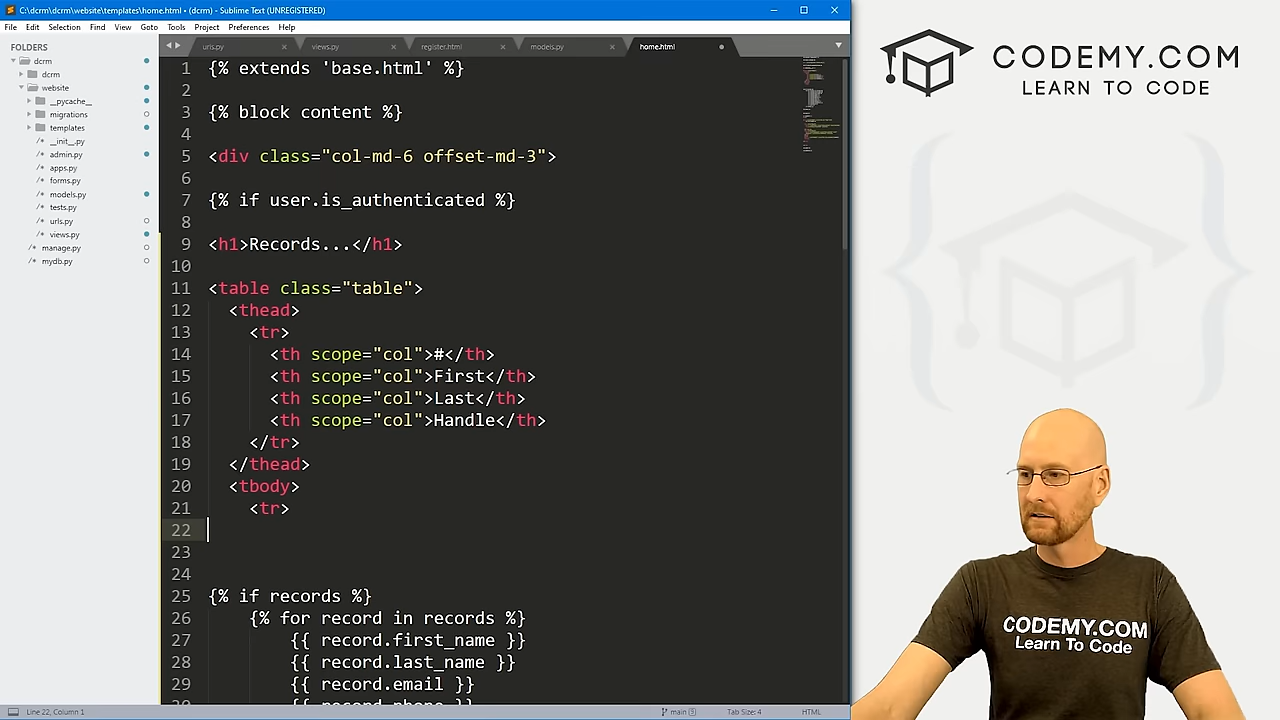 C:\dcrm\dcrm\website\templates\home.html • (dcrm) - Sublime Text (UNREGISTERED)
File Edit Selection Find View Goto Tools Project Preferences Help
FOLDERS
dcrm
dcrm
website
__pycache__
migrations
templates
__init__.py
admin.py
apps.py
forms.py
models.py
tests.py
urls.py
views.py
manage.py
mydb.py
urls.py
views.py
register.html
models.py
home.html
1 {% extends 'base.html' %}
2
3 {% block content %}
4
5 <div class="col-md-6 offset-md-3">
6
7 {% if user.is_authenticated %}
8
9 <h1>Records...</h1>
10
11 <table class="table">
12 <thead>
13 <tr>
14 <th scope="col">#</th>
15 <th scope="col">First</th>
16 <th scope="col">Last</th>
17 <th scope="col">Handle</th>
18 </tr>
19 </thead>
20 <tbody>
21 <tr>
22
23
24
25 {% if records %}
26 {% for record in records %}
27 {{ record.first_name }}
28 {{ record.last_name }}
29 {{ record.email }}
30 {{ record.phone }}
Line 22, Column 1
main 5
Tab Size: 4
HTML
CODEMY.COM
LEARN TO CODE
CODEMY.COM
Learn To Code